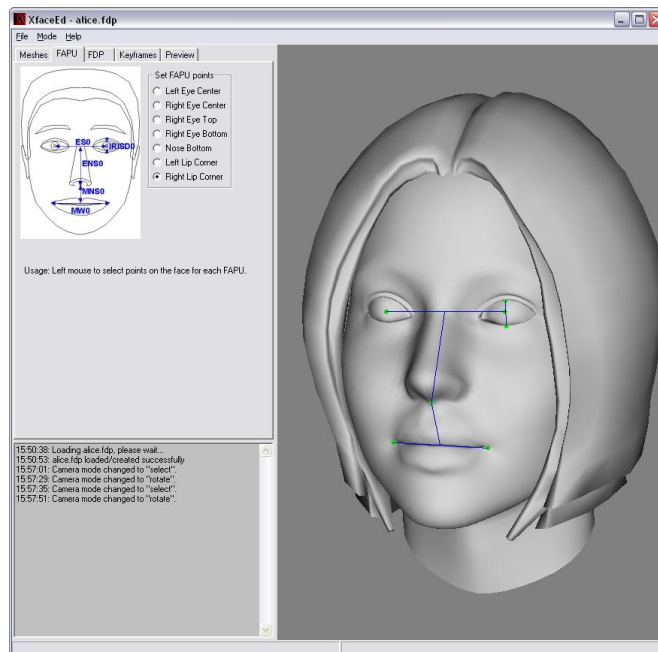 XfaceEd - alice.fdp
File Mode Help
Meshes FAPU FDP Keyframes Preview
Set FAPU points
Left Eye Center
Right Eye Center
Right Eye Top
Right Eye Bottom
Nose Bottom
Left Lip Corner
Right Lip Corner
ES0
IRISD0
ENS0
MNS0
MW0
Usage: Left mouse to select points on the face for each FAPU.
15:50:38: Loading alice.fdp, please wait...
15:50:53: alice.fdp loaded/created successfully
15:57:01: Camera mode changed to "select".
15:57:29: Camera mode changed to "rotate".
15:57:35: Camera mode changed to "select".
15:57:51: Camera mode changed to "rotate".